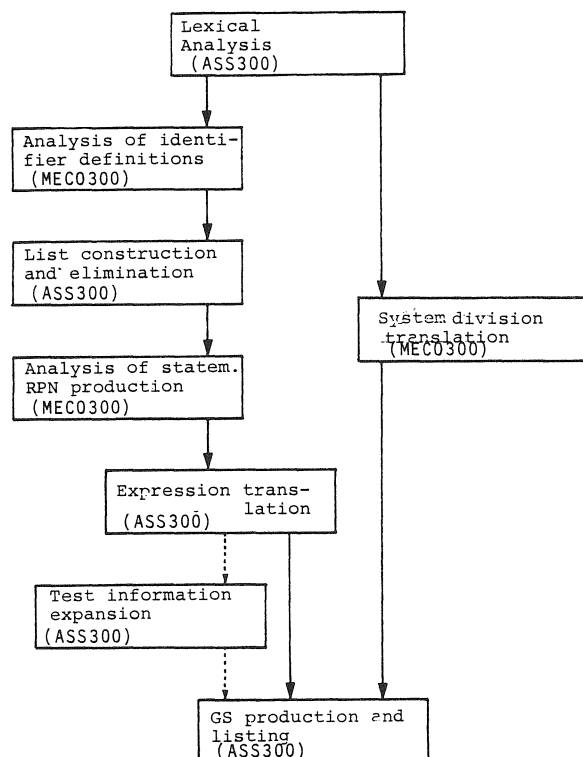 Lexical
Analysis
(ASS300)
Analysis of identi-
fier definitions
(MECO300)
List construction
and elimination
(ASS300)
System division
translation
(MECO300)
Analysis of statem.
RPN production
(MECO300)
Expression trans-
lation
(ASS300)
Test information
expansion
(ASS300)
GS production and
listing
(ASS300)